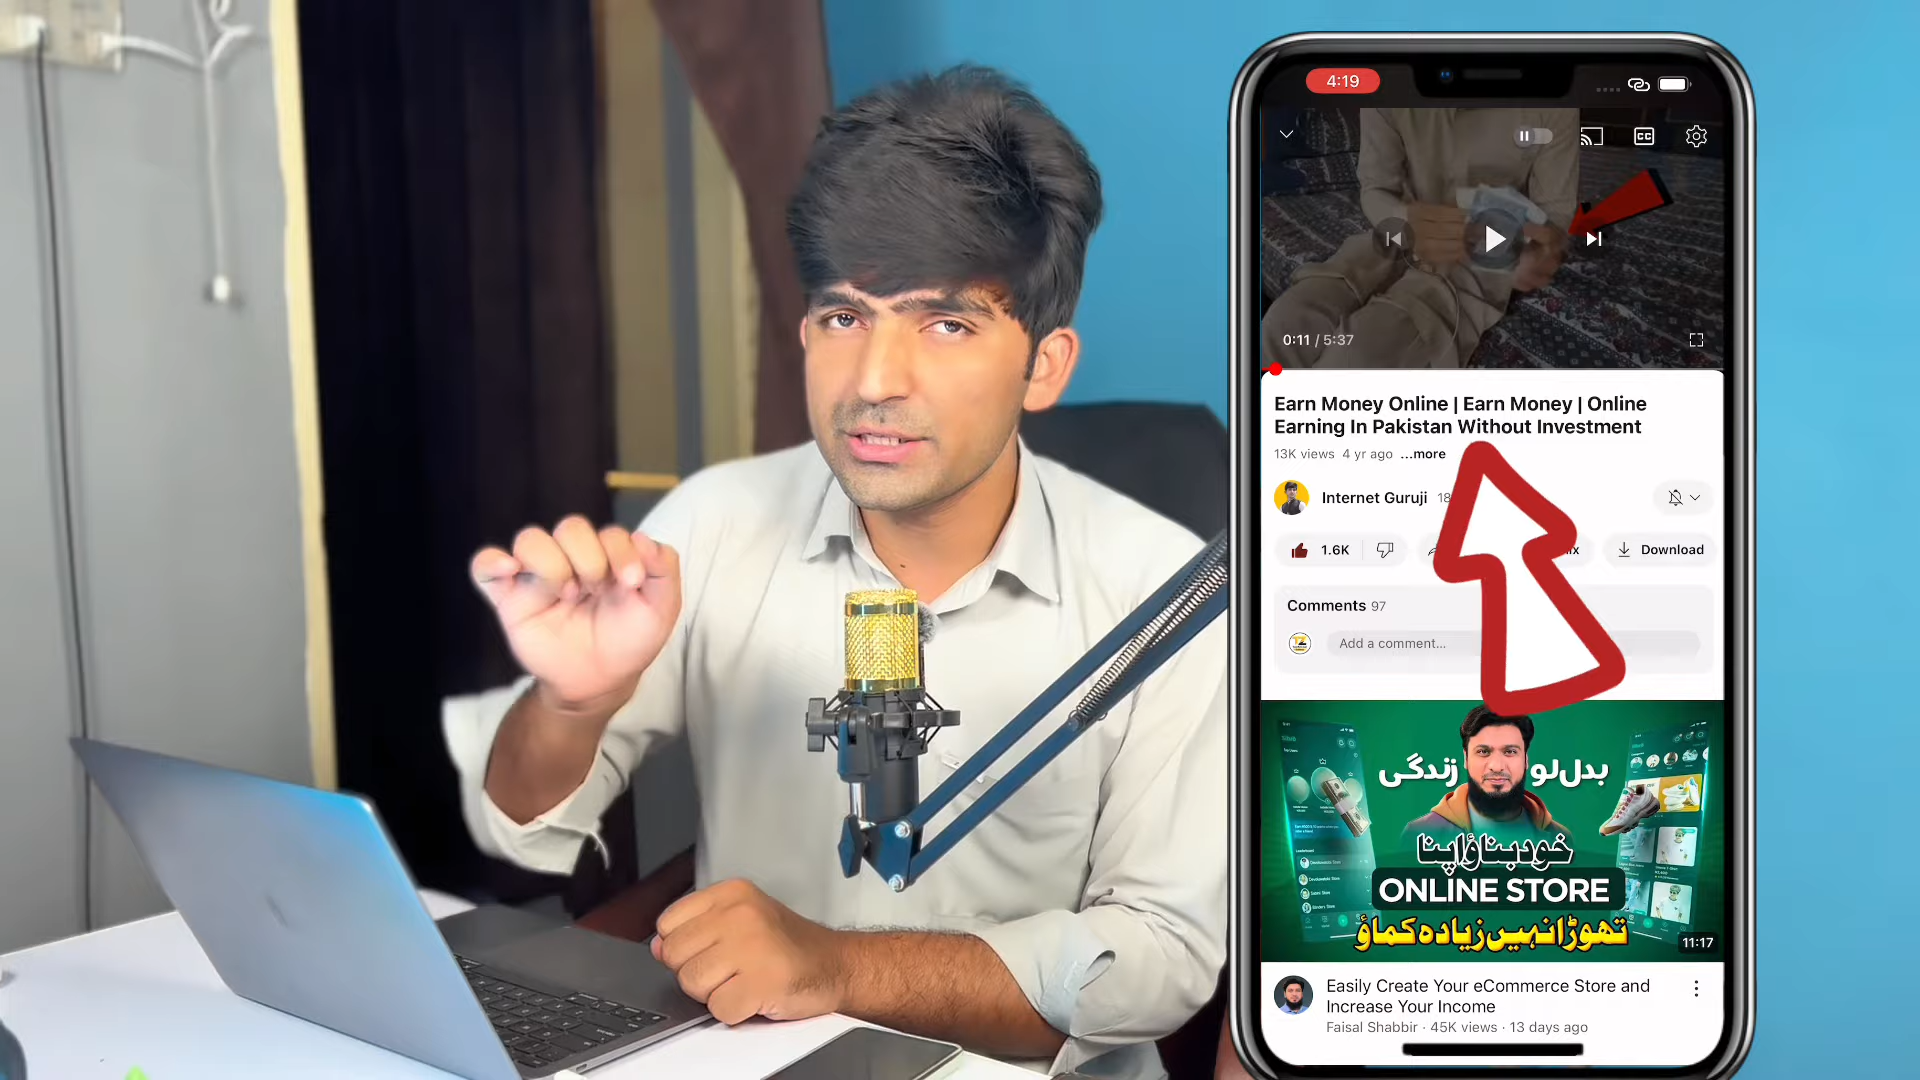 4:19
CC
0:11 / 5:37
Earn Money Online | Earn Money | Online
Earning In Pakistan Without Investment
13K views 4 yr ago ...more
Internet Guruji 18
1.6K
Download
Comments 97
Add a comment...
بدل لو زندگی
خود بناؤ اپنا
ONLINE STORE
تھوڑا نہیں زیادہ کماؤ
11:17
Easily Create Your eCommerce Store and
Increase Your Income
Faisal Shabbir · 45K views · 13 days ago